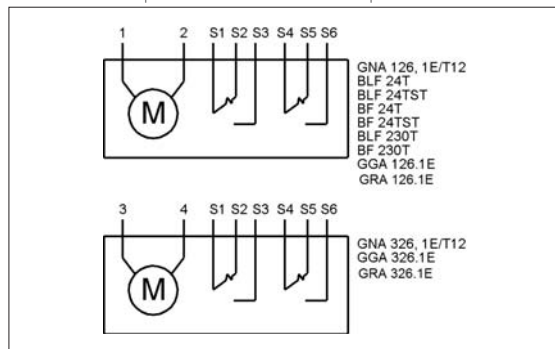 1 2 S1 S2 S3 S4 S5 S6
M
GNA 126, 1E/T12
BLF 24T
BLF 24TST
BF 24T
BF 24TST
BLF 230T
BF 230T
GGA 126.1E
GRA 126.1E
3 4 S1 S2 S3 S4 S5 S6
M
GNA 326, 1E/T12
GGA 326.1E
GRA 326.1E